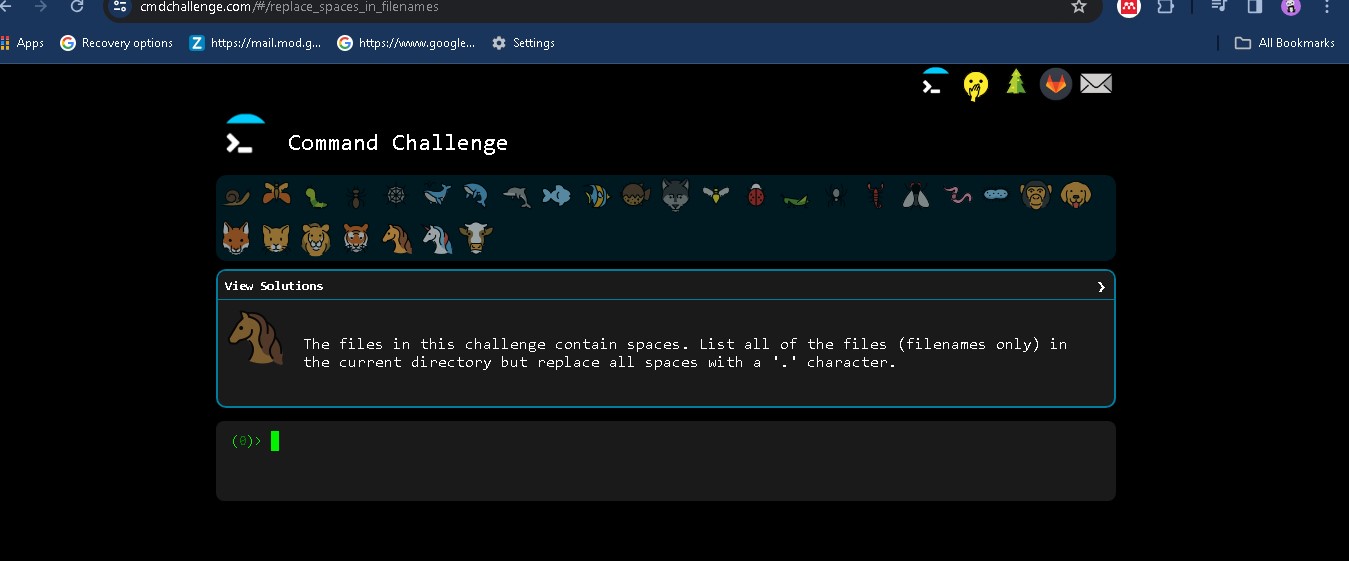 cmdchallenge.com/#/replace_spaces_in_filenames
Apps Recovery options https://mail.mod.g... https://www.google... Settings All Bookmarks
Command Challenge
View Solutions
The files in this challenge contain spaces. List all of the files (filenames only) in
the current directory but replace all spaces with a '.' character.
(0)>